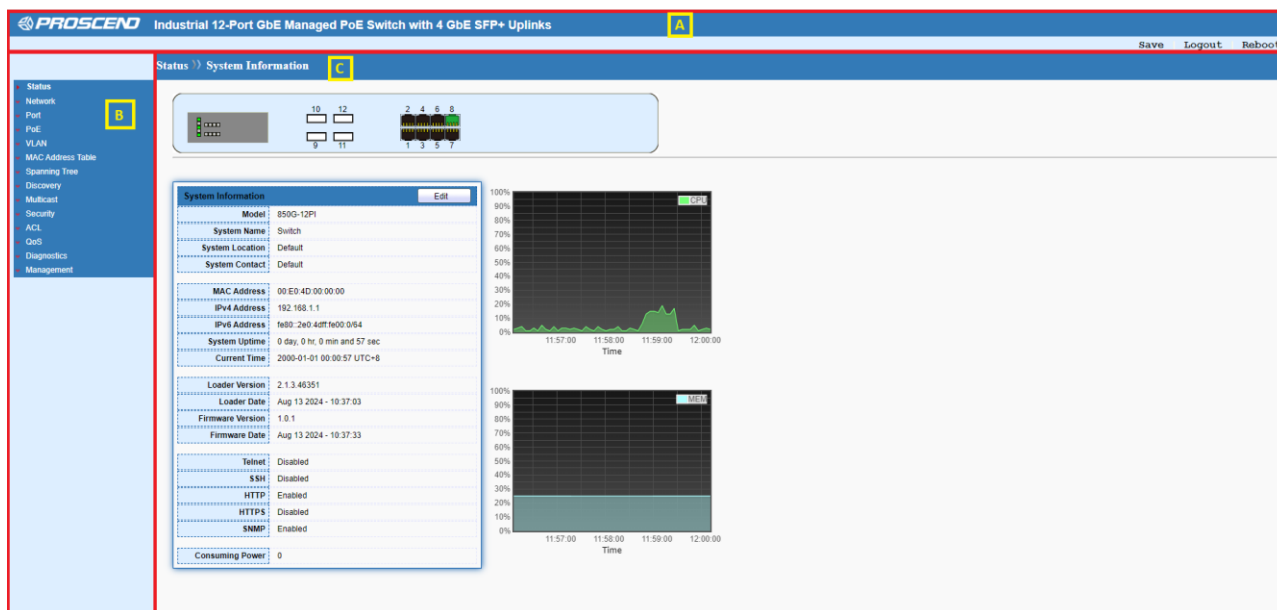 PROSCEND Industrial 12-Port GbE Managed PoE Switch with 4 GbE SFP+ Uplinks
A
Save Logout Reboot
Status 》 System Information
C
Status
Network
Port
PoE
VLAN
MAC Address Table
Spanning Tree
Discovery
Multicast
Security
ACL
QoS
Diagnostics
Management
B
10 12
9 11
2 4 6 8
1 3 5 7
System Information Edit
Model 850G-12PI
System Name Switch
System Location Default
System Contact Default
MAC Address 00:E0:4D:00:00:00
IPv4 Address 192.168.1.1
IPv6 Address fe80::2e0:4dff:fe00:0/64
System Uptime 0 day, 0 hr, 0 min and 57 sec
Current Time 2000-01-01 00:00:57 UTC+8
Loader Version 2.1.3.46351
Loader Date Aug 13 2024 - 10:37:03
Firmware Version 1.0.1
Firmware Date Aug 13 2024 - 10:37:33
Telnet Disabled
SSH Disabled
HTTP Enabled
HTTPS Disabled
SNMP Enabled
Consuming Power 0
CPU
100%
90%
80%
70%
60%
50%
40%
30%
20%
10%
0%
11:57:00 11:58:00 11:59:00 12:00:00
Time
MEM
100%
90%
80%
70%
60%
50%
40%
30%
20%
10%
0%
11:57:00 11:58:00 11:59:00 12:00:00
Time